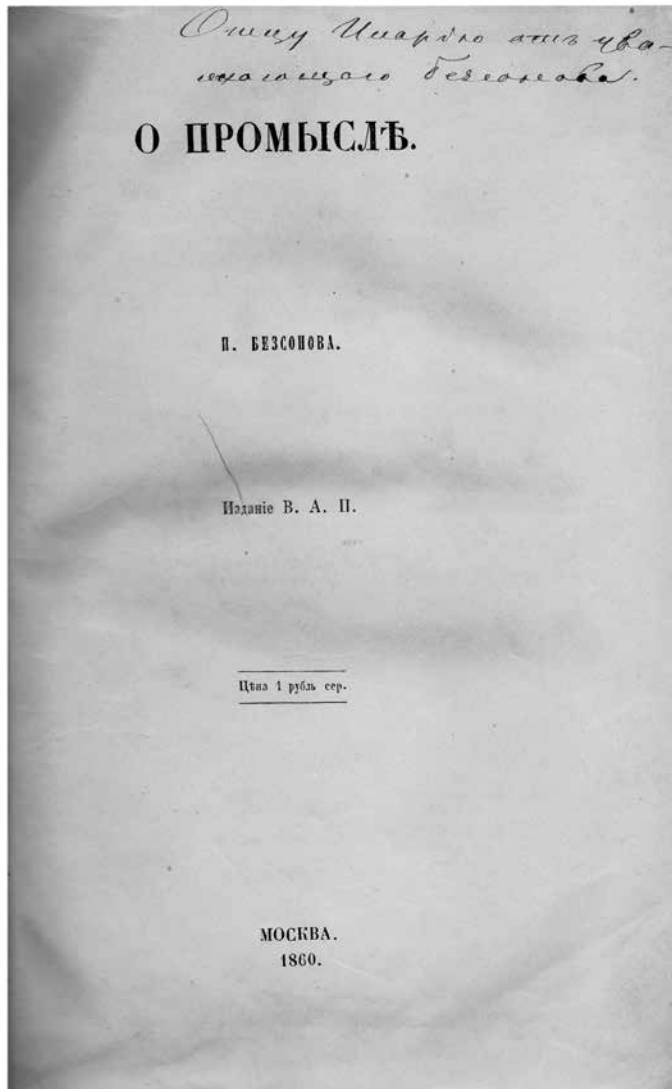 Отцу Иларію отъ ува-
жающаго Безсонова.
О ПРОМЫСЛѢ.
П. БЕЗСОНОВА.
Изданіе В. А. П.
Цѣна 1 рубль сер.
МОСКВА.
1860.